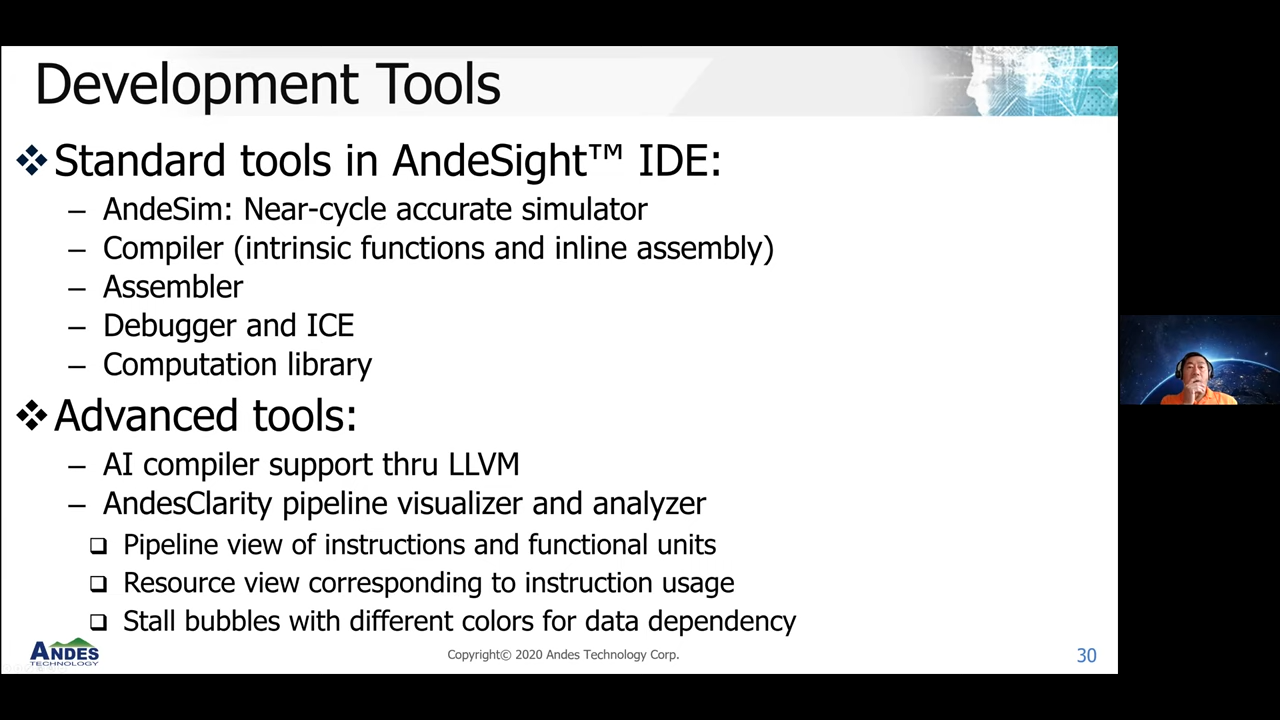 Development Tools
❖ Standard tools in AndeSight™ IDE:
– AndeSim: Near-cycle accurate simulator
– Compiler (intrinsic functions and inline assembly)
– Assembler
– Debugger and ICE
– Computation library
❖ Advanced tools:
– AI compiler support thru LLVM
– AndesClarity pipeline visualizer and analyzer
❑ Pipeline view of instructions and functional units
❑ Resource view corresponding to instruction usage
❑ Stall bubbles with different colors for data dependency
ANDES
TECHNOLOGY
Copyright© 2020 Andes Technology Corp.
30